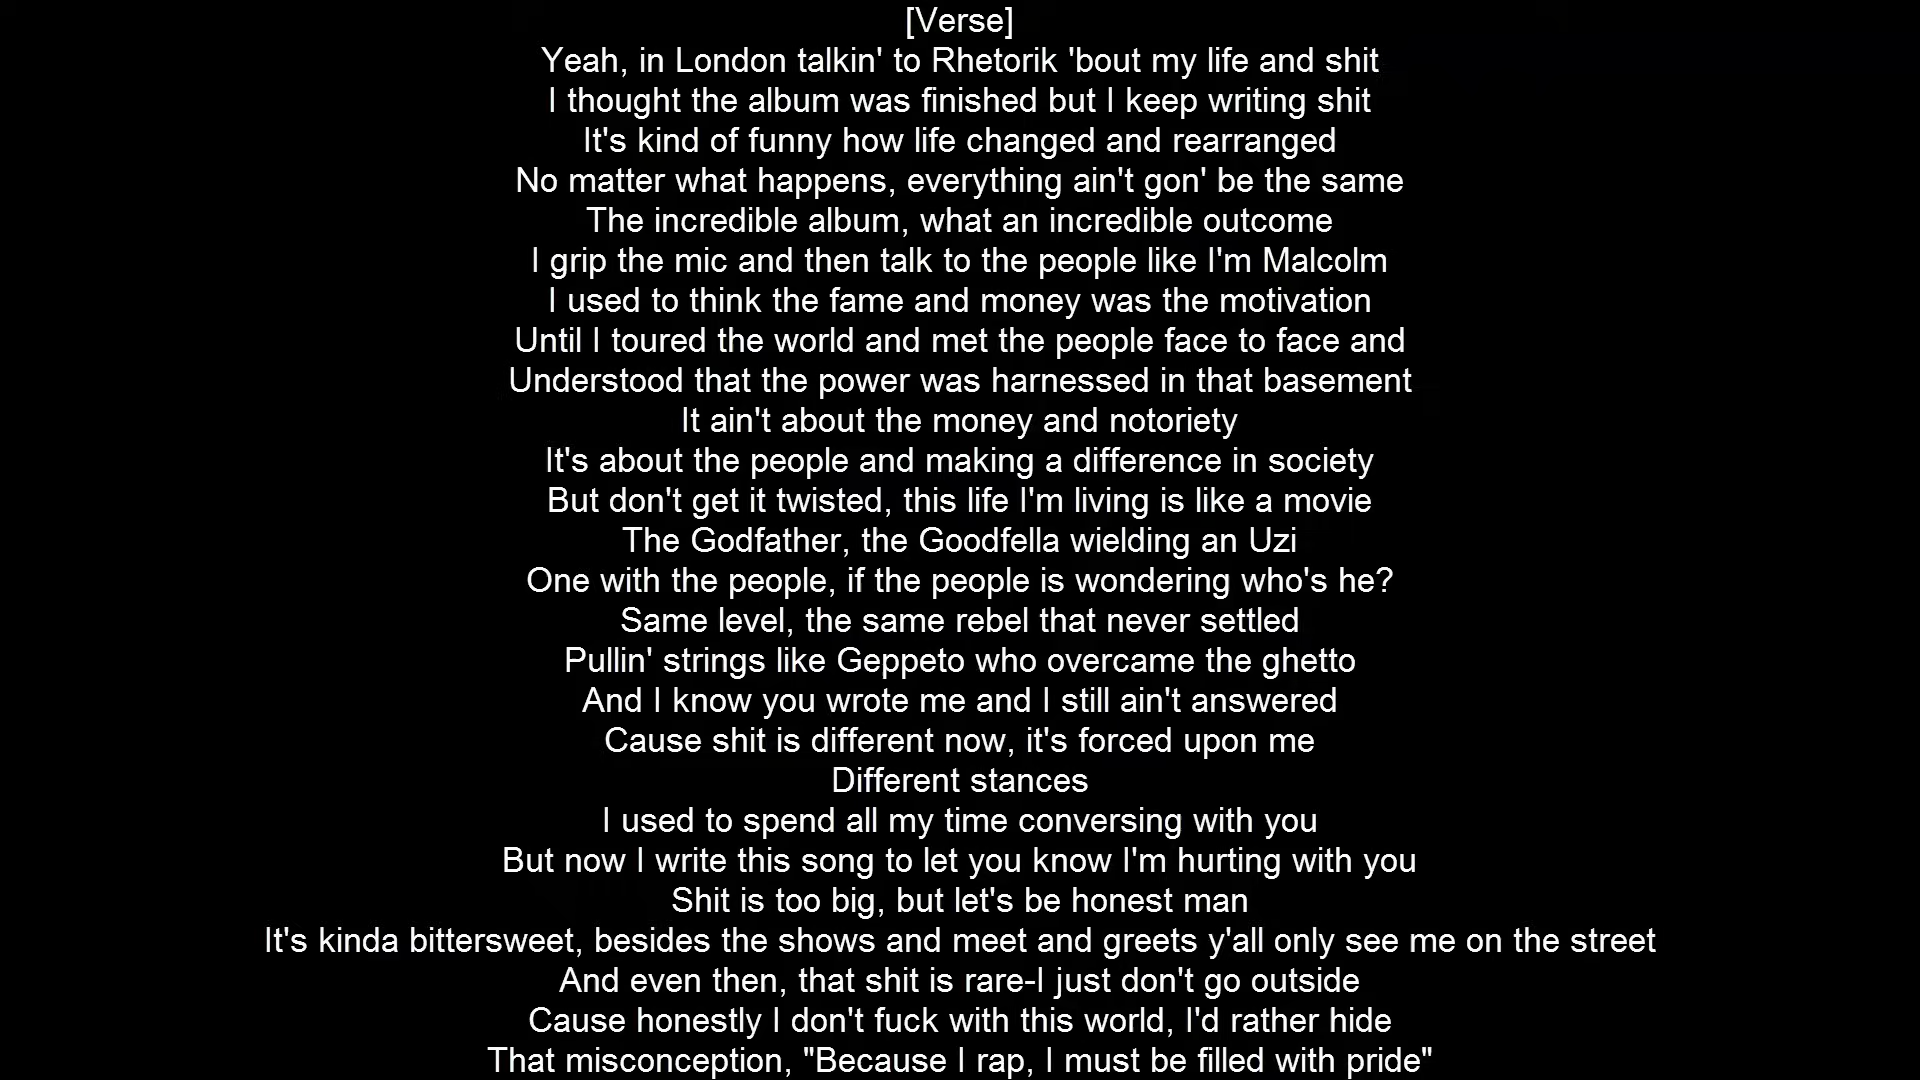 [Verse]
Yeah, in London talkin' to Rhetorik 'bout my life and shit
I thought the album was finished but I keep writing shit
It's kind of funny how life changed and rearranged
No matter what happens, everything ain't gon' be the same
The incredible album, what an incredible outcome
I grip the mic and then talk to the people like I'm Malcolm
I used to think the fame and money was the motivation
Until I toured the world and met the people face to face and
Understood that the power was harnessed in that basement
It ain't about the money and notoriety
It's about the people and making a difference in society
But don't get it twisted, this life I'm living is like a movie
The Godfather, the Goodfella wielding an Uzi
One with the people, if the people is wondering who's he?
Same level, the same rebel that never settled
Pullin' strings like Geppeto who overcame the ghetto
And I know you wrote me and I still ain't answered
Cause shit is different now, it's forced upon me
Different stances
I used to spend all my time conversing with you
But now I write this song to let you know I'm hurting with you
Shit is too big, but let's be honest man
It's kinda bittersweet, besides the shows and meet and greets y'all only see me on the street
And even then, that shit is rare-I just don't go outside
Cause honestly I don't fuck with this world, I'd rather hide
That misconception, "Because I rap, I must be filled with pride"